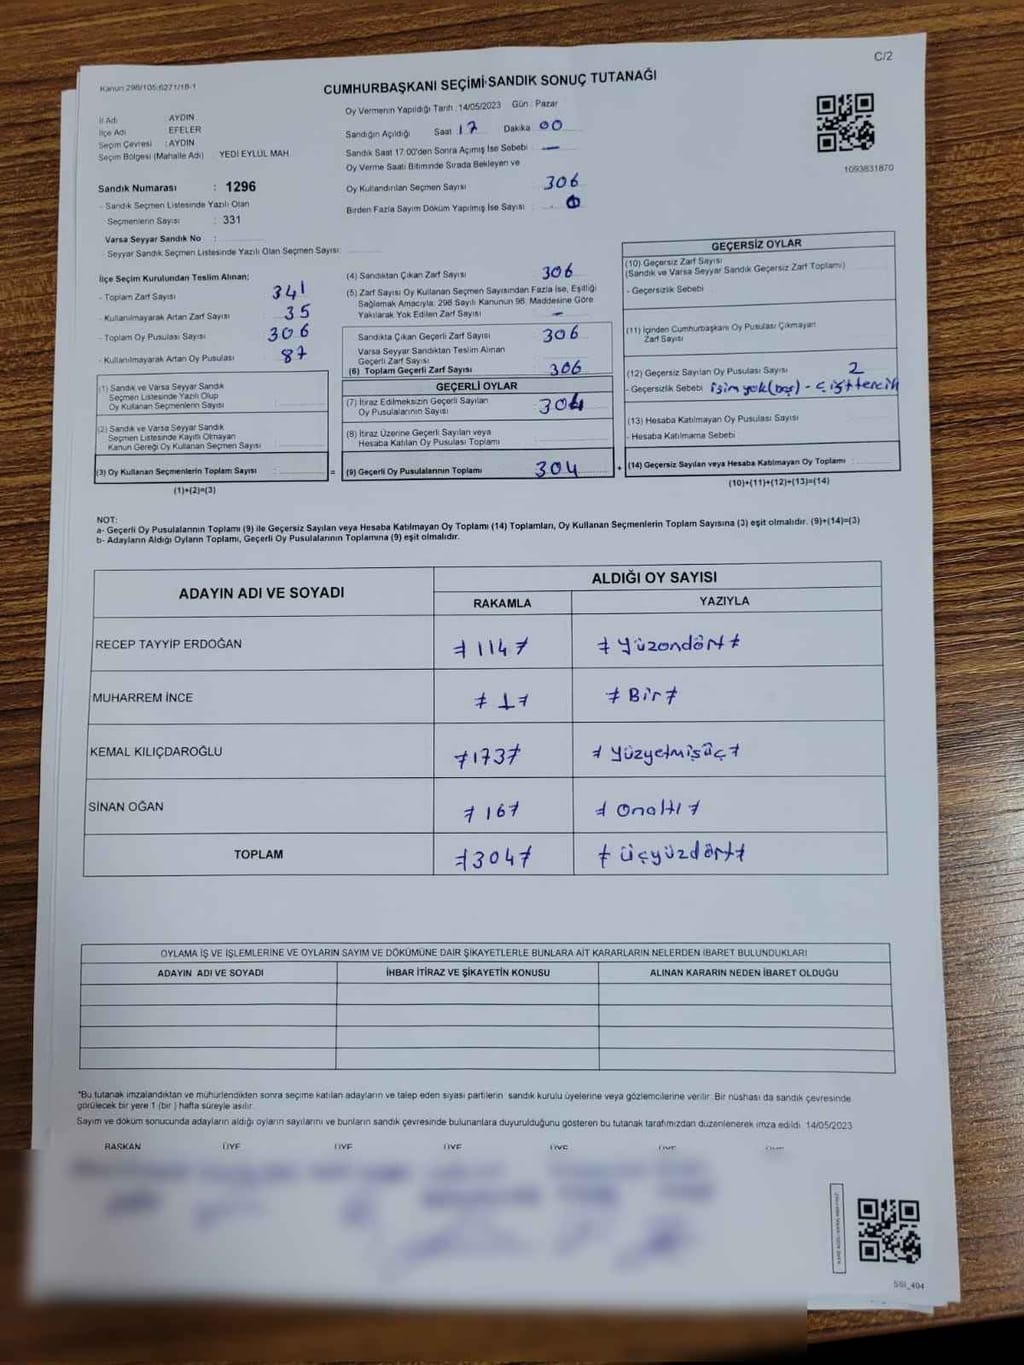 C/2
Kanun 298/105;6271/18-1
CUMHURBAŞKANI SEÇİMİ SANDIK SONUÇ TUTANAĞI
İl Adı : AYDIN
İlçe Adı : EFELER
Seçim Çevresi : AYDIN
Seçim Bölgesi (Mahalle Adı) : YEDİ EYLÜL MAH.
Oy Vermenin Yapıldığı Tarih : 14/05/2023 Gün : Pazar
Sandığın Açıldığı Saat 17 Dakika 00
Sandık Saat 17:00'den Sonra Açılmış İse Sebebi —
Oy Verme Saati Bitiminde Sırada Bekleyen ve
Oy Kullandırılan Seçmen Sayısı 306
Birden Fazla Sayım Döküm Yapılmış İse Sayısı
1093831870
Sandık Numarası : 1296
- Sandık Seçmen Listesinde Yazılı Olan
Seçmenlerin Sayısı : 331
Varsa Seyyar Sandık No :
- Seyyar Sandık Seçmen Listesinde Yazılı Olan Seçmen Sayısı:
İlçe Seçim Kurulundan Teslim Alınan:
- Toplam Zarf Sayısı 341
- Kullanılmayarak Artan Zarf Sayısı : 35
- Toplam Oy Pusulası Sayısı : 306
- Kullanılmayarak Artan Oy Pusulası : 87
(1) Sandık ve Varsa Seyyar Sandık
Seçmen Listesinde Yazılı Olup
Oy Kullanan Seçmenlerin Sayısı :
(2) Sandık ve Varsa Seyyar Sandık
Seçmen Listesinde Kayıtlı Olmayan
Kanun Gereği Oy Kullanan Seçmen Sayısı :
(3) Oy Kullanan Seçmenlerin Toplam Sayısı : =
(1)+(2)=(3)
(4) Sandıktan Çıkan Zarf Sayısı : 306
(5) Zarf Sayısı Oy Kullanan Seçmen Sayısından Fazla İse, Eşitliği
Sağlamak Amacıyla; 298 Sayılı Kanunun 98. Maddesine Göre
Yakılarak Yok Edilen Zarf Sayısı : —
Sandıkta Çıkan Geçerli Zarf Sayısı : 306
Varsa Seyyar Sandıktan Teslim Alınan
Geçerli Zarf Sayısı :
(6) Toplam Geçerli Zarf Sayısı : 306
GEÇERLİ OYLAR
(7) İtiraz Edilmeksizin Geçerli Sayılan
Oy Pusulalarının Sayısı : 304
(8) İtiraz Üzerine Geçerli Sayılan veya
Hesaba Katılan Oy Pusulası Toplamı :
(9) Geçerli Oy Pusulalarının Toplamı : 304 +
GEÇERSİZ OYLAR
(10) Geçersiz Zarf Sayısı
(Sandık ve Varsa Seyyar Sandık Geçersiz Zarf Toplamı)
- Geçersizlik Sebebi :
(11) İçinden Cumhurbaşkanı Oy Pusulası Çıkmayan
Zarf Sayısı
(12) Geçersiz Sayılan Oy Pusulası Sayısı : 2
- Geçersizlik Sebebi : isim yok(boş) - çift tercih
(13) Hesaba Katılmayan Oy Pusulası Sayısı :
- Hesaba Katılmama Sebebi :
(14) Geçersiz Sayılan veya Hesaba Katılmayan Oy Toplamı :
(10)+(11)+(12)+(13)=(14)
NOT:
a- Geçerli Oy Pusulalarının Toplamı (9) ile Geçersiz Sayılan veya Hesaba Katılmayan Oy Toplamı (14) Toplamları, Oy Kullanan Seçmenlerin Toplam Sayısına (3) eşit olmalıdır. (9)+(14)=(3)
b- Adayların Aldığı Oyların Toplamı, Geçerli Oy Pusulalarının Toplamına (9) eşit olmalıdır.
ADAYIN ADI VE SOYADI ALDIĞI OY SAYISI
RAKAMLA YAZIYLA
RECEP TAYYİP ERDOĞAN ≠114≠ ≠Yüzondört≠
MUHARREM İNCE ≠1≠ ≠Bir≠
KEMAL KILIÇDAROĞLU ≠173≠ ≠Yüzyetmişüç≠
SİNAN OĞAN ≠16≠ ≠Onaltı≠
TOPLAM ≠304≠ ≠üçyüzdört≠
OYLAMA İŞ VE İŞLEMLERİNE VE OYLARIN SAYIM VE DÖKÜMÜNE DAİR ŞİKAYETLERLE BUNLARA AİT KARARLARIN NELERDEN İBARET BULUNDUKLARI
ADAYIN ADI VE SOYADI İHBAR İTİRAZ VE ŞİKAYETİN KONUSU ALINAN KARARIN NEDEN İBARET OLDUĞU
*Bu tutanak imzalandıktan ve mühürlendikten sonra seçime katılan adayların ve talep eden siyasi partilerin sandık kurulu üyelerine veya gözlemcilerine verilir. Bir nüshası da sandık çevresinde
görülecek bir yere 1 (bir ) hafta süreyle asılır.
Sayım ve döküm sonucunda adayların aldığı oyların sayılarını ve bunların sandık çevresinde bulunanlara duyurulduğunu gösteren bu tutanak tarafımızdan düzenlenerek imza edildi. 14/05/2023
BAŞKAN ÜYE ÜYE ÜYE ÜYE ÜYE ÜYE
SSI_404